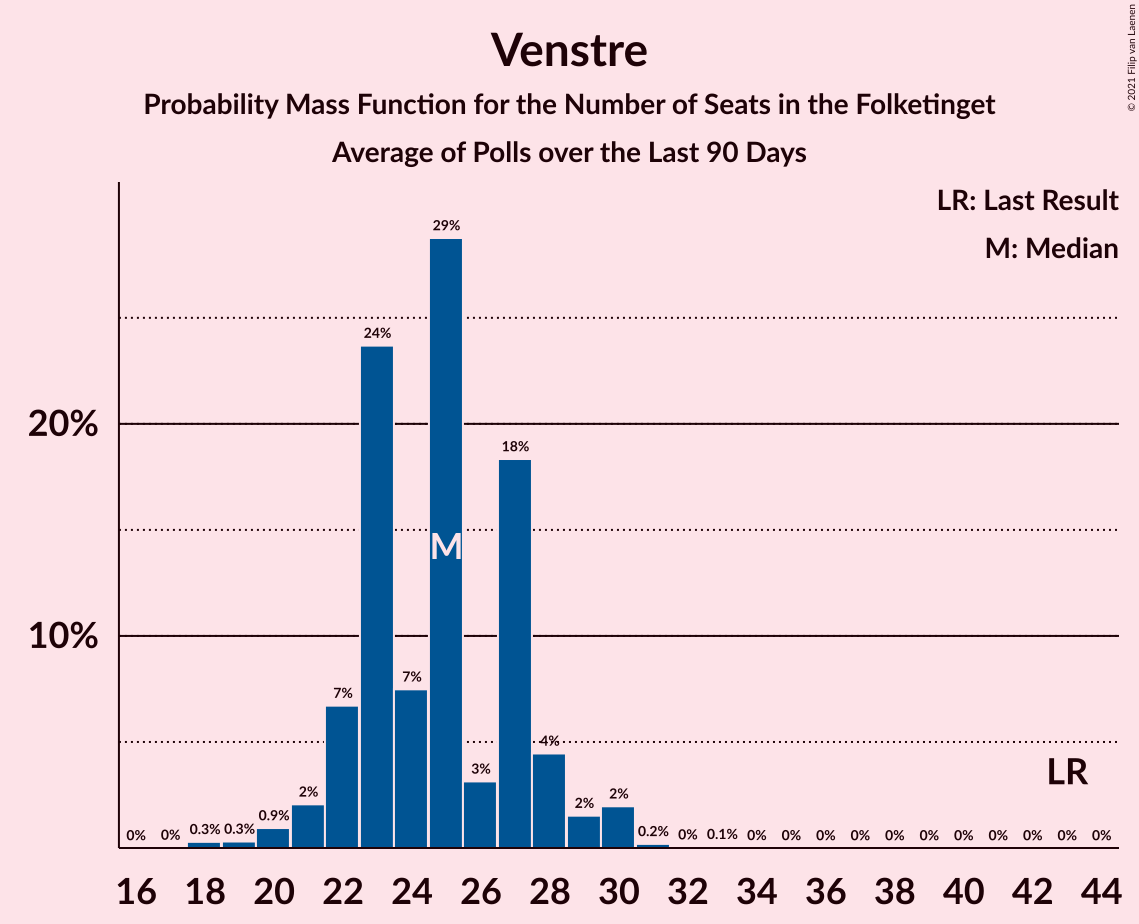 Venstre
Probability Mass Function for the Number of Seats in the Folketinget
Average of Polls over the Last 90 Days
© 2021 Filip van Laenen
LR: Last Result
M: Median
20%
10%
0% 0% 0.3% 0.3% 0.9% 2% 7% 24% 7% 29% 3% 18% 4% 2% 2% 0.2% 0% 0.1% 0% 0% 0% 0% 0% 0% 0% 0% 0% 0% 0%
M
LR
16 18 20 22 24 26 28 30 32 34 36 38 40 42 44